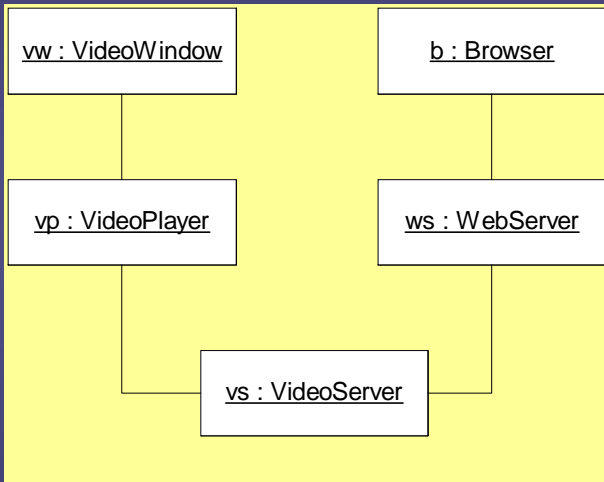 vw : VideoWindow
b : Browser
vp : VideoPlayer
ws : WebServer
vs : VideoServer